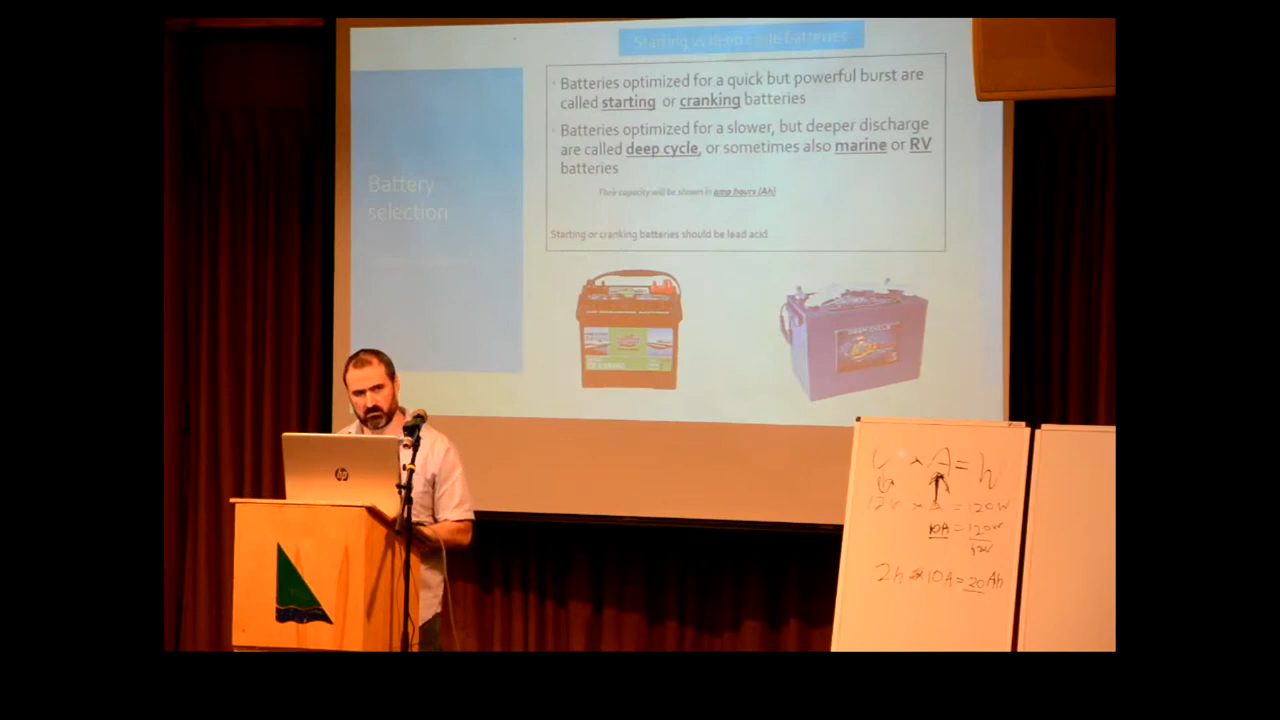 Starting vs deep cycle batteries
Battery
selection
Batteries optimized for a quick but powerful burst are
called starting or cranking batteries
Batteries optimized for a slower, but deeper discharge
are called deep cycle, or sometimes also marine or RV
batteries
Their capacity will be shown in amp hours (Ah)
Starting or cranking batteries should be lead acid
DEEP CYCLE
hp
× A =
12V × A = 120W
10A = 120W
12V
2h × 10A = 20Ah